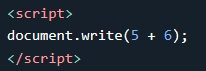 <script>
document.write(5 + 6);
</script>